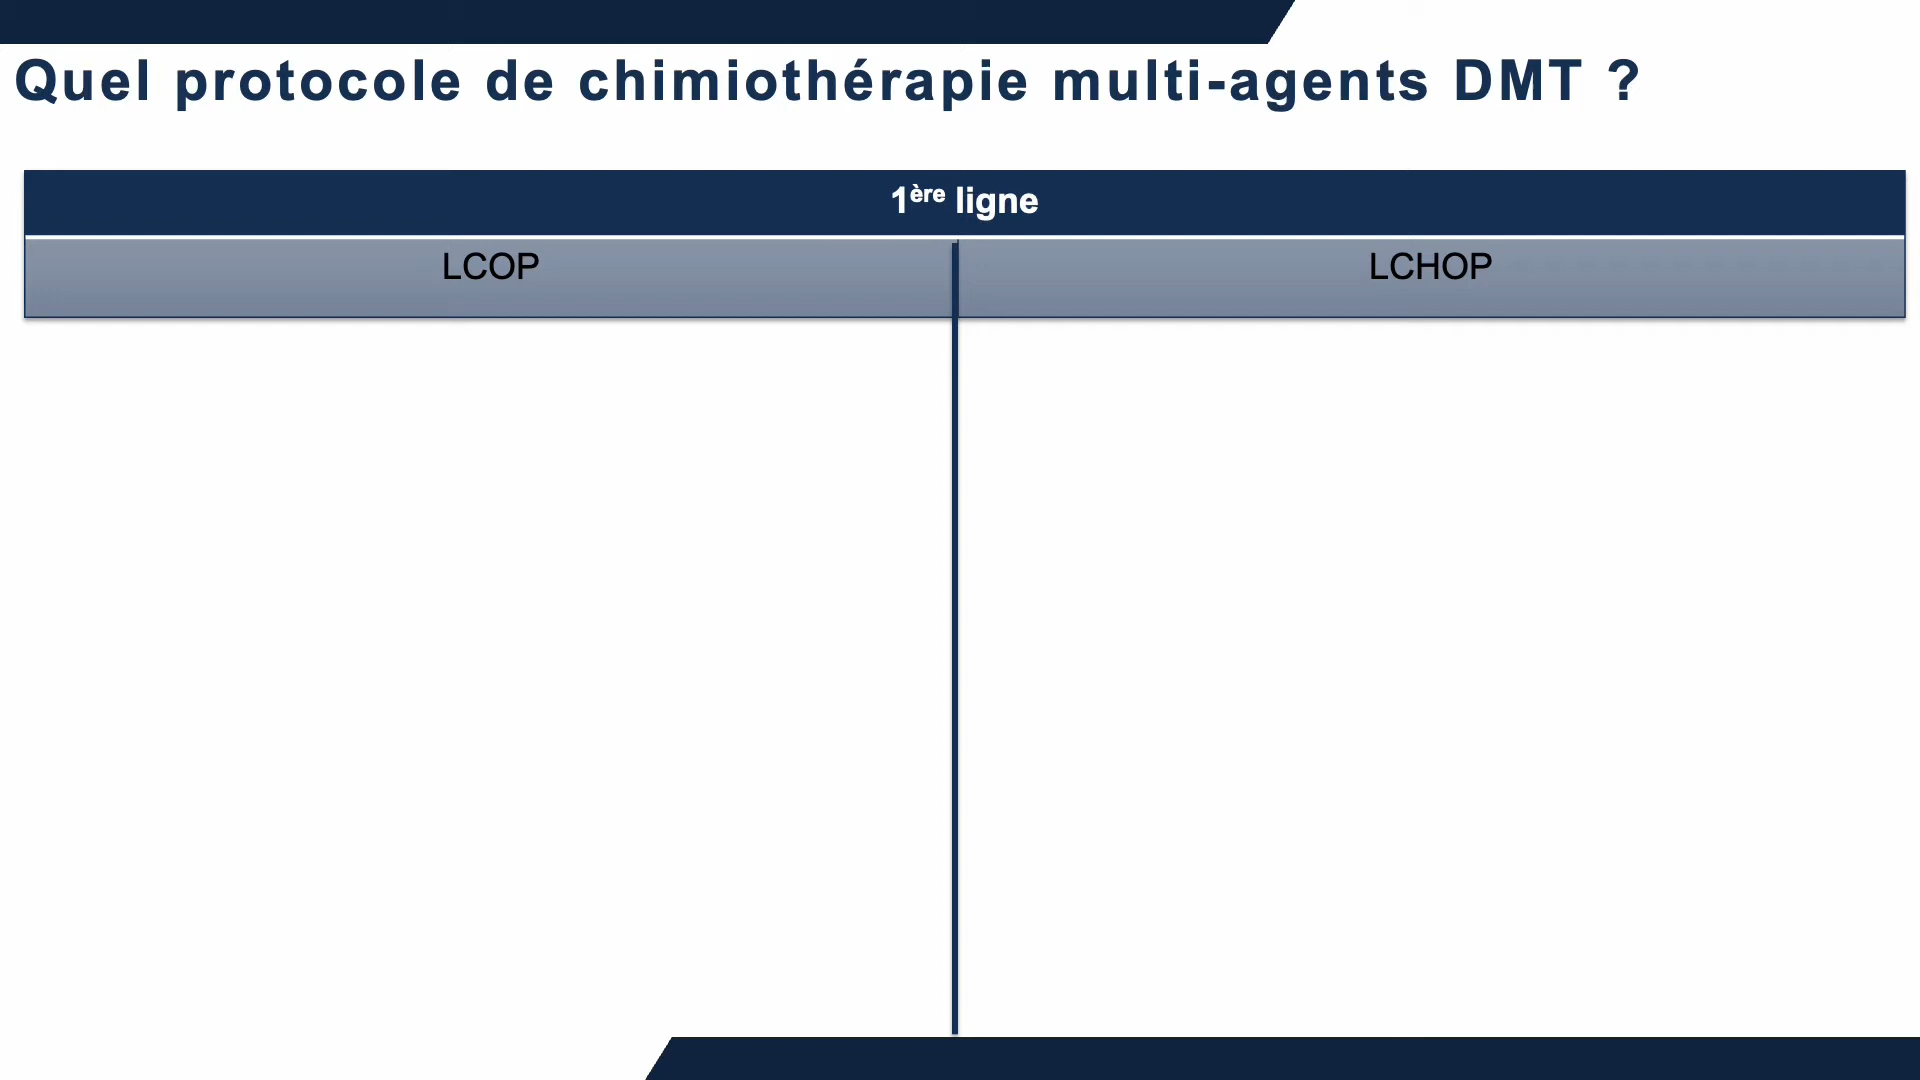 Quel protocole de chimiothérapie multi-agents DMT ?
1ère ligne
LCOP
LCHOP